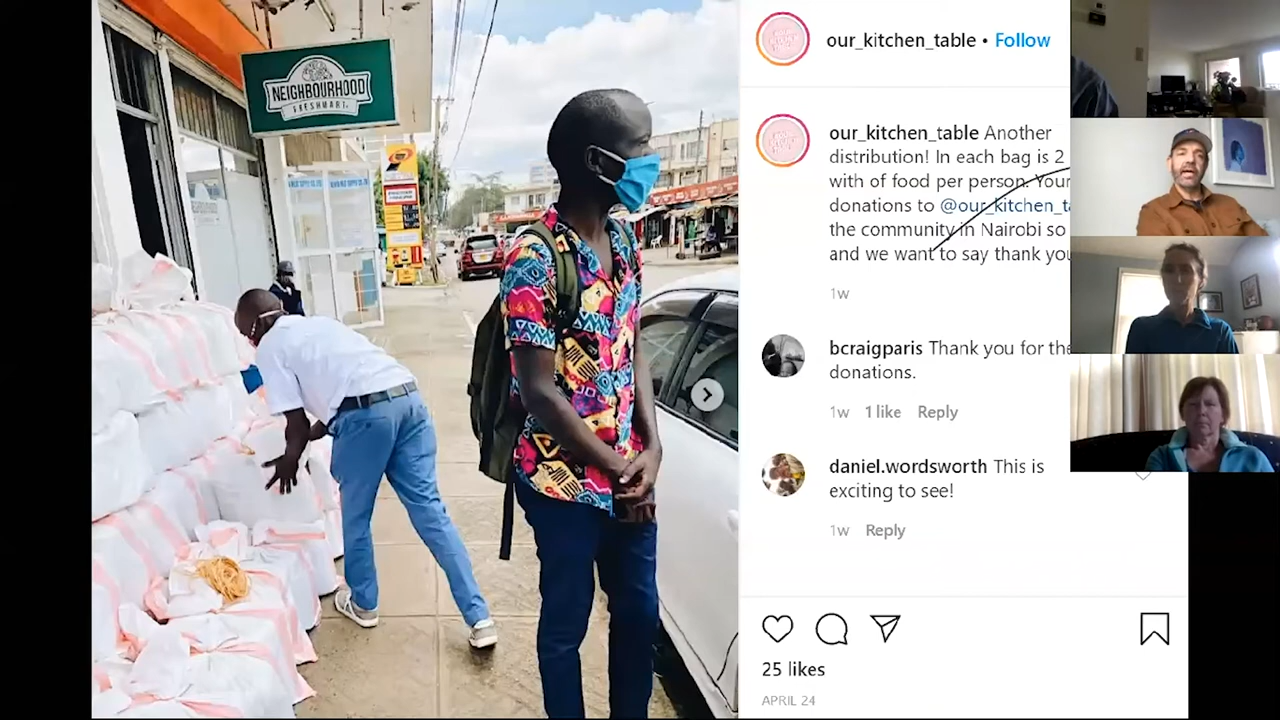 NEIGHBOURHOOD
FRESHMART
our_kitchen_table • Follow
our_kitchen_table Another
distribution! In each bag is 2
with of food per person. Your
donations to @our_kitchen_ta
the community in Nairobi so
and we want to say thank you
1w
bcraigparis Thank you for the
donations.
1w 1 like Reply
daniel.wordsworth This is
exciting to see!
1w Reply
25 likes
APRIL 24